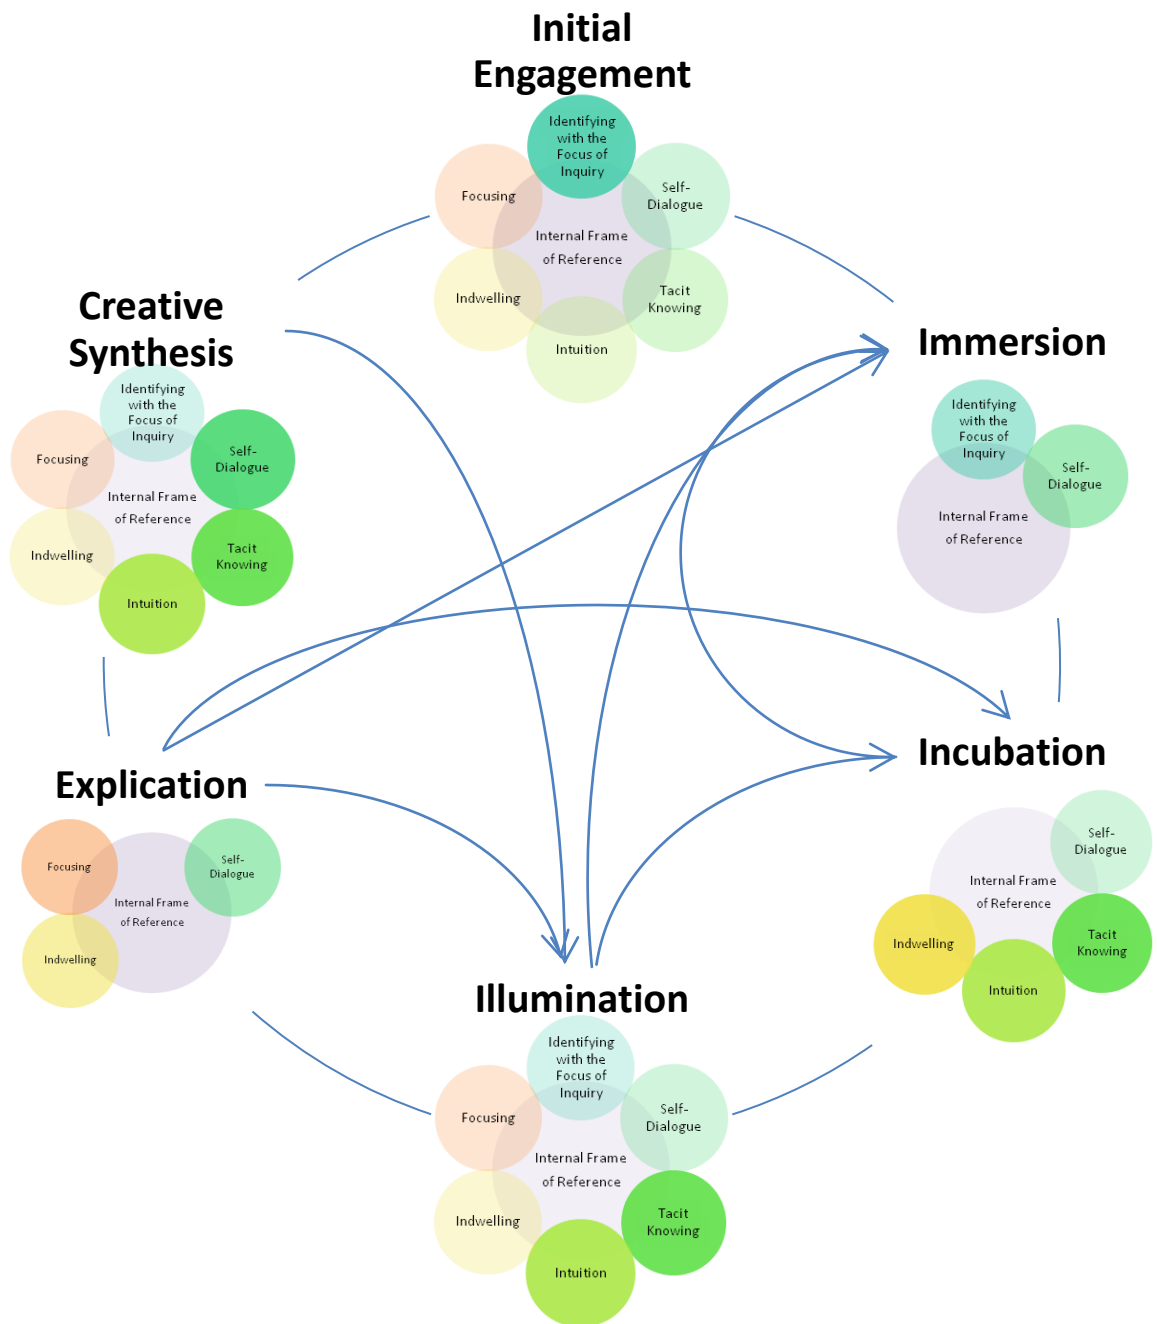 Initial
Engagement
Identifying
with the
Focus of
Inquiry
Focusing
Self-
Dialogue
Internal Frame
of Reference
Indwelling
Tacit
Knowing
Intuition
Creative
Synthesis
Identifying
with the
Focus of
Inquiry
Focusing
Self-
Dialogue
Internal Frame
of Reference
Indwelling
Tacit
Knowing
Intuition
Immersion
Identifying
with the
Focus of
Inquiry
Self-
Dialogue
Internal Frame
of Reference
Explication
Focusing
Self-
Dialogue
Internal Frame
of Reference
Indwelling
Incubation
Self-
Dialogue
Internal Frame
of Reference
Indwelling
Tacit
Knowing
Intuition
Illumination
Identifying
with the
Focus of
Inquiry
Focusing
Self-
Dialogue
Internal Frame
of Reference
Indwelling
Tacit
Knowing
Intuition